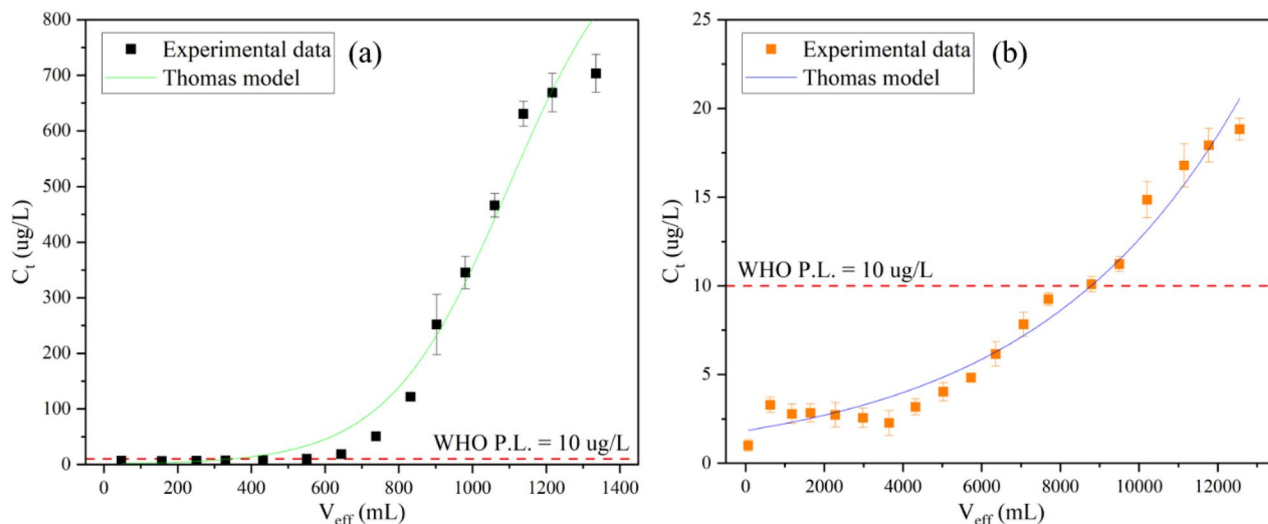 800
700
600
500
400
300
200
100
0
C_t (ug/L)
Experimental data
Thomas model
(a)
WHO P.L. = 10 ug/L
0 200 400 600 800 1000 1200 1400
V_eff (mL)
25
20
15
10
5
0
C_t (ug/L)
Experimental data
Thomas model
(b)
WHO P.L. = 10 ug/L
0 2000 4000 6000 8000 10000 12000
V_eff (mL)